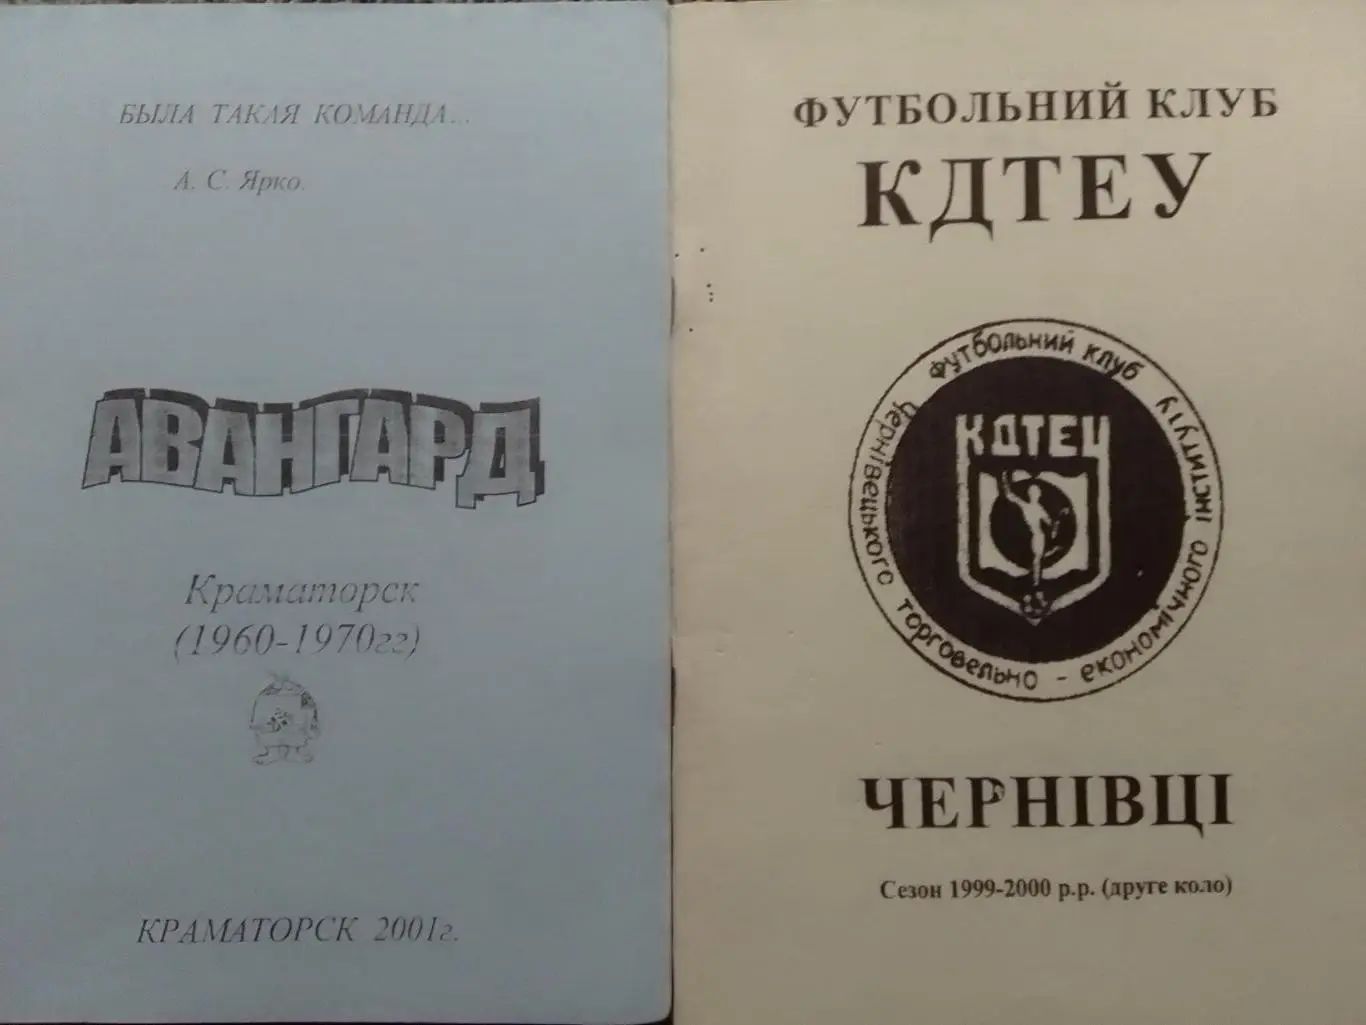 БЫЛА ТАКАЯ КОМАНДА...
А. С. Ярко.
АВАНГАРД
Краматорск
(1960-1970гг)
КРАМАТОРСК 2001г.
ФУТБОЛЬНИЙ КЛУБ
КДТЕУ
Футбольний клуб
Чернівецького торговельно - економічного інституту
КДТЕУ
ЧЕРНІВЦІ
Сезон 1999-2000 р.р. (друге коло)